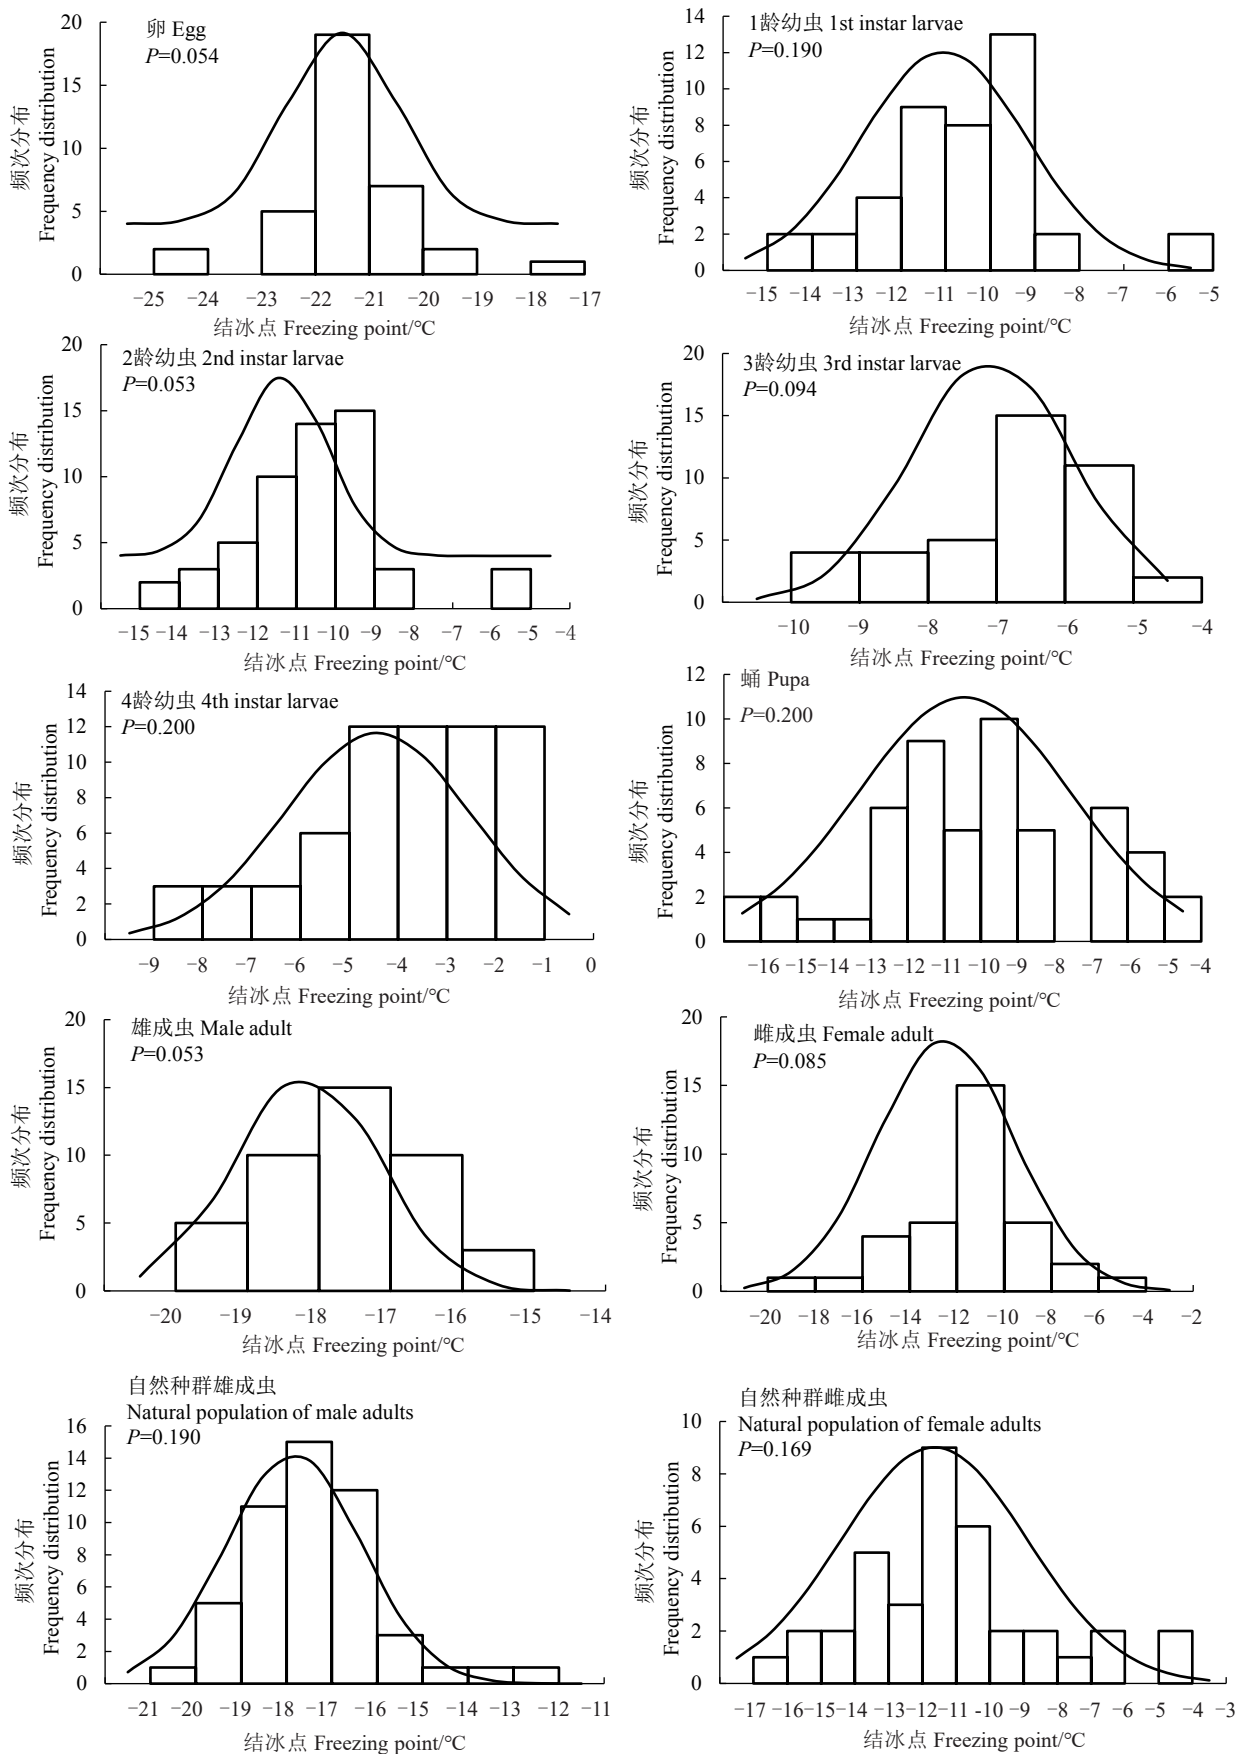 卵 Egg
P=0.054
频次分布
Frequency distribution
20
15
10
5
0
−25 −24 −23 −22 −21 −20 −19 −18 −17
结冰点 Freezing point/°C
1龄幼虫 1st instar larvae
P=0.190
频次分布
Frequency distribution
14
12
10
8
6
4
2
0
−15 −14 −13 −12 −11 −10 −9 −8 −7 −6 −5
结冰点 Freezing point/°C
2龄幼虫 2nd instar larvae
P=0.053
频次分布
Frequency distribution
20
15
10
5
0
−15 −14 −13 −12 −11 −10 −9 −8 −7 −6 −5 −4
结冰点 Freezing point/°C
3龄幼虫 3rd instar larvae
P=0.094
频次分布
Frequency distribution
20
15
10
5
0
−10 −9 −8 −7 −6 −5 −4
结冰点 Freezing point/°C
4龄幼虫 4th instar larvae
P=0.200
频次分布
Frequency distribution
14
12
10
8
6
4
2
0
−9 −8 −7 −6 −5 −4 −3 −2 −1 0
结冰点 Freezing point/°C
蛹 Pupa
P=0.200
频次分布
Frequency distribution
12
10
8
6
4
2
0
−16 −15 −14 −13 −12 −11 −10 −9 −8 −7 −6 −5 −4
结冰点 Freezing point/°C
雄成虫 Male adult
P=0.053
频次分布
Frequency distribution
20
15
10
5
0
−20 −19 −18 −17 −16 −15 −14
结冰点 Freezing point/°C
雌成虫 Female adult
P=0.085
频次分布
Frequency distribution
20
15
10
5
0
−20 −18 −16 −14 −12 −10 −8 −6 −4 −2
结冰点 Freezing point/°C
自然种群雄成虫
Natural population of male adults
P=0.190
频次分布
Frequency distribution
16
14
12
10
8
6
4
2
0
−21 −20 −19 −18 −17 −16 −15 −14 −13 −12 −11
结冰点 Freezing point/°C
自然种群雌成虫
Natural population of female adults
P=0.169
频次分布
Frequency distribution
10
8
6
4
2
0
−17 −16 −15 −14 −13 −12 −11 -10 −9 −8 −7 −6 −5 −4 −3
结冰点 Freezing point/°C